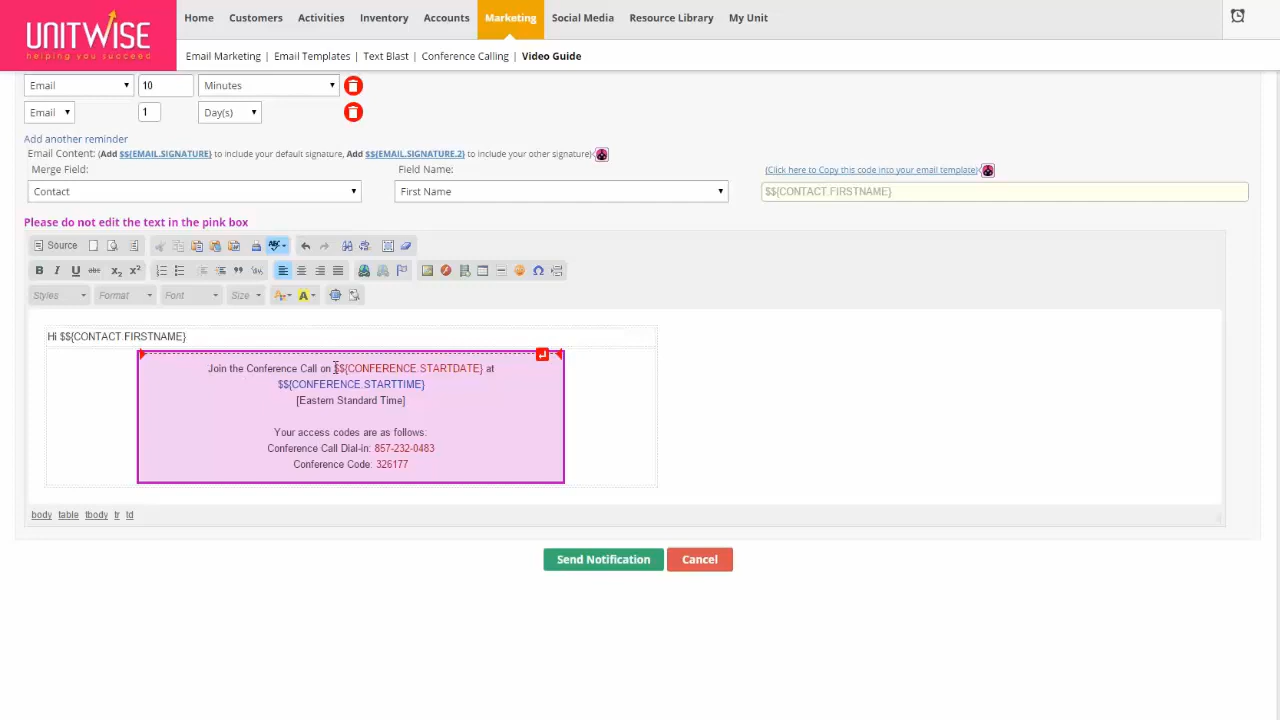 UNITWISE
helping you succeed
Home Customers Activities Inventory Accounts Marketing Social Media Resource Library My Unit
Email Marketing | Email Templates | Text Blast | Conference Calling | Video Guide
Email 10 Minutes
Email 1 Day(s)
Add another reminder
Email Content: (Add $${EMAIL.SIGNATURE} to include your default signature, Add $${EMAIL.SIGNATURE.2} to include your other signature)
Merge Field: Field Name: (Click here to Copy this code into your email template)
Contact First Name $${CONTACT.FIRSTNAME}
Please do not edit the text in the pink box
Source ABC
B I U abc x2 x2
Styles Format Font Size A A
Hi $${CONTACT.FIRSTNAME}
Join the Conference Call on $${CONFERENCE.STARTDATE} at
$${CONFERENCE.STARTTIME}
[Eastern Standard Time]
Your access codes are as follows:
Conference Call Dial-in: 857-232-0483
Conference Code: 326177
body table tbody tr td
Send Notification Cancel